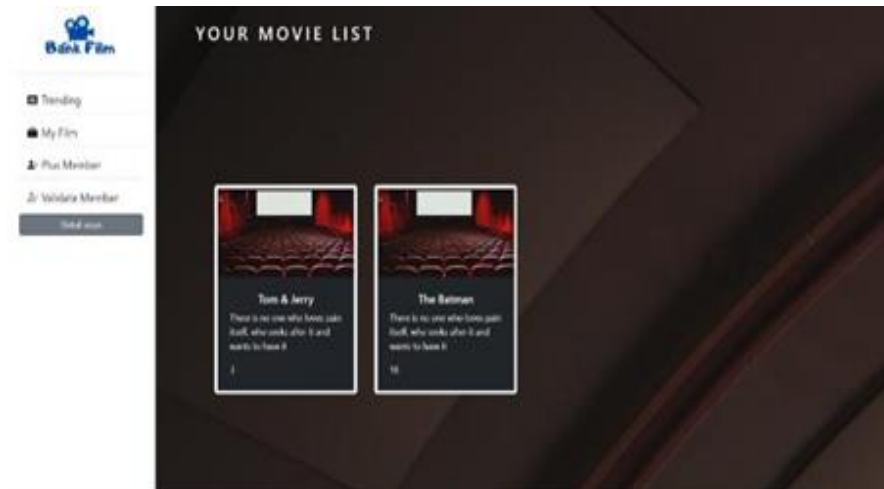 Bank Film
YOUR MOVIE LIST
Trending
My Film
Plus Member
Validate Member
Tom & Jerry
There is no one who loves pain
itself, who seeks after it and
wants to have it
The Batman
There is no one who loves pain
itself, who seeks after it and
wants to have it